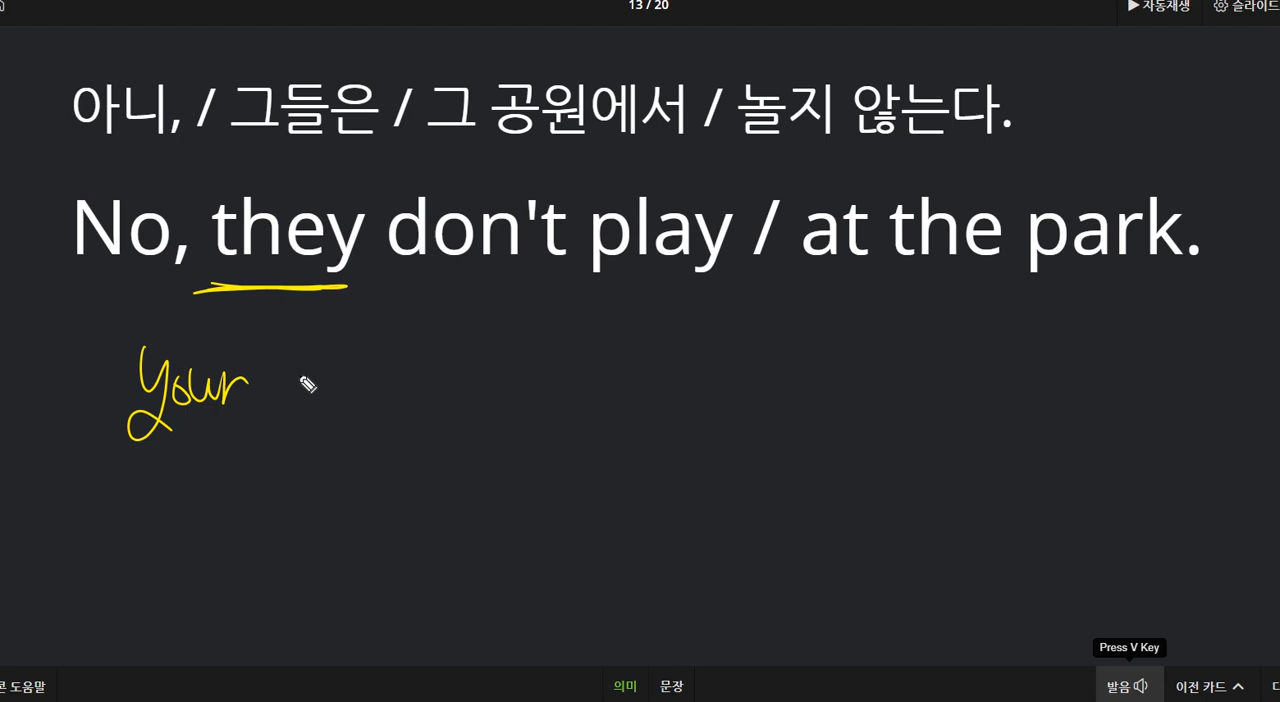 13 / 20
▶ 자동재생
슬라이드
아니, / 그들은 / 그 공원에서 / 놀지 않는다.
No, they don't play / at the park.
your
Press V Key
도움말
의미
문장
발음
이전 카드